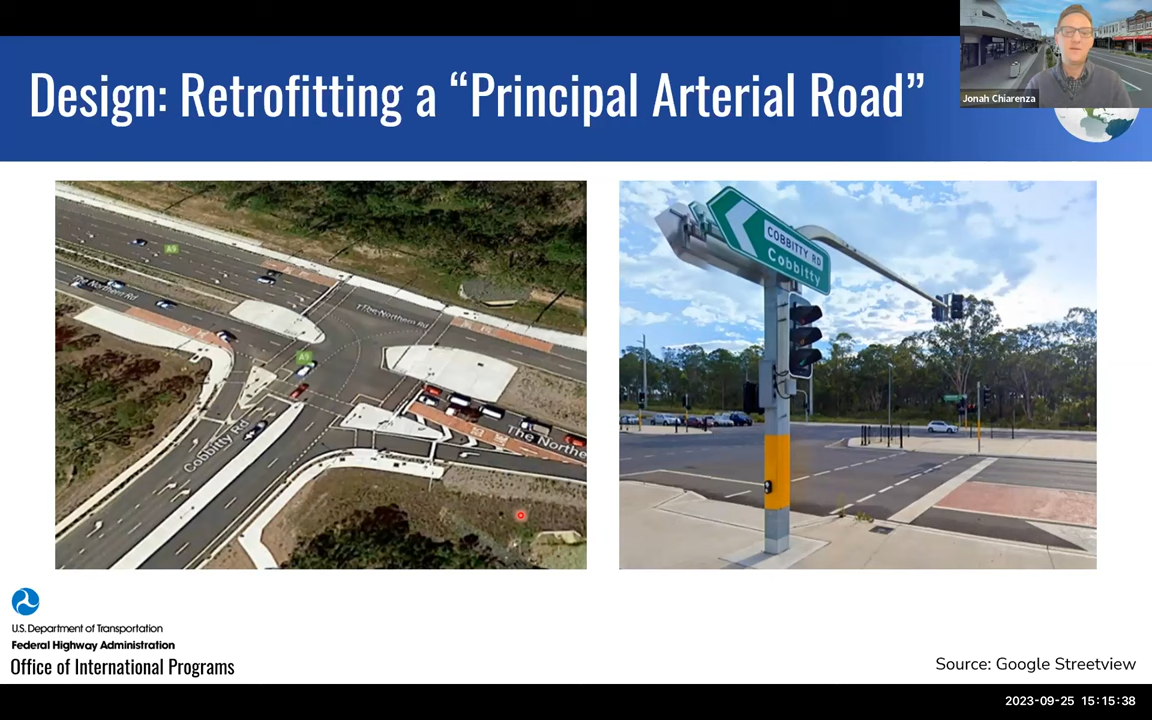 Design: Retrofitting a “Principal Arterial Road”
Jonah Chiarenza
A9
The Northern Rd
The Northern Rd
A9
Cobbitty Rd
The Northe
COBBITTY RD
Cobbitty
U.S. Department of Transportation
Federal Highway Administration
Office of International Programs
Source: Google Streetview
2023-09-25 15:15:38